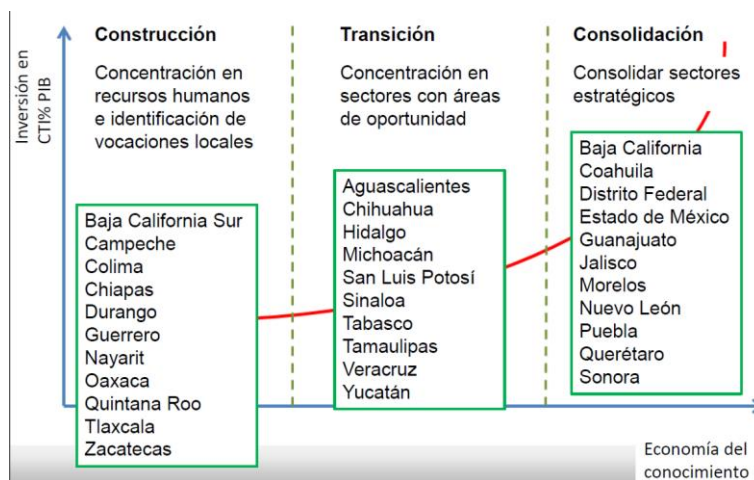 Inversión en
CTI% PIB
Construcción
Concentración en
recursos humanos
e identificación de
vocaciones locales
Baja California Sur
Campeche
Colima
Chiapas
Durango
Guerrero
Nayarit
Oaxaca
Quintana Roo
Tlaxcala
Zacatecas
Transición
Concentración en
sectores con áreas
de oportunidad
Aguascalientes
Chihuahua
Hidalgo
Michoacán
San Luis Potosí
Sinaloa
Tabasco
Tamaulipas
Veracruz
Yucatán
Consolidación
Consolidar sectores
estratégicos
Baja California
Coahuila
Distrito Federal
Estado de México
Guanajuato
Jalisco
Morelos
Nuevo León
Puebla
Querétaro
Sonora
Economía del
conocimiento